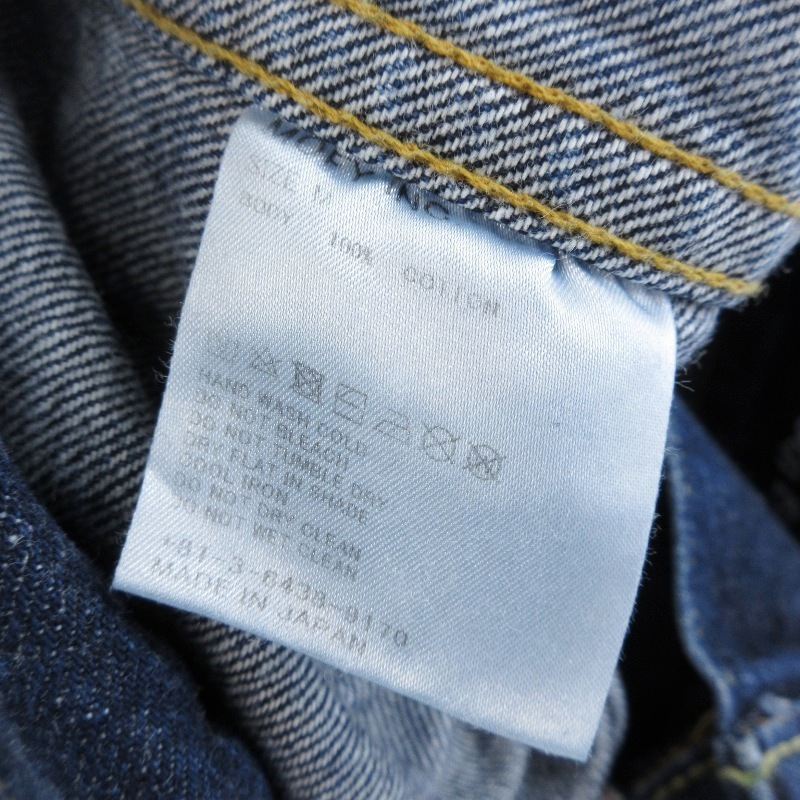 INC
SIZE M
100% COTTON
HAND WASH COLD
DO NOT BLEACH
DO NOT TUMBLE DRY
DRY FLAT IN SHADE
COOL IRON
DO NOT DRY CLEAN
DO NOT WET CLEAN
+81-3-6438-9170
MADE IN JAPAN